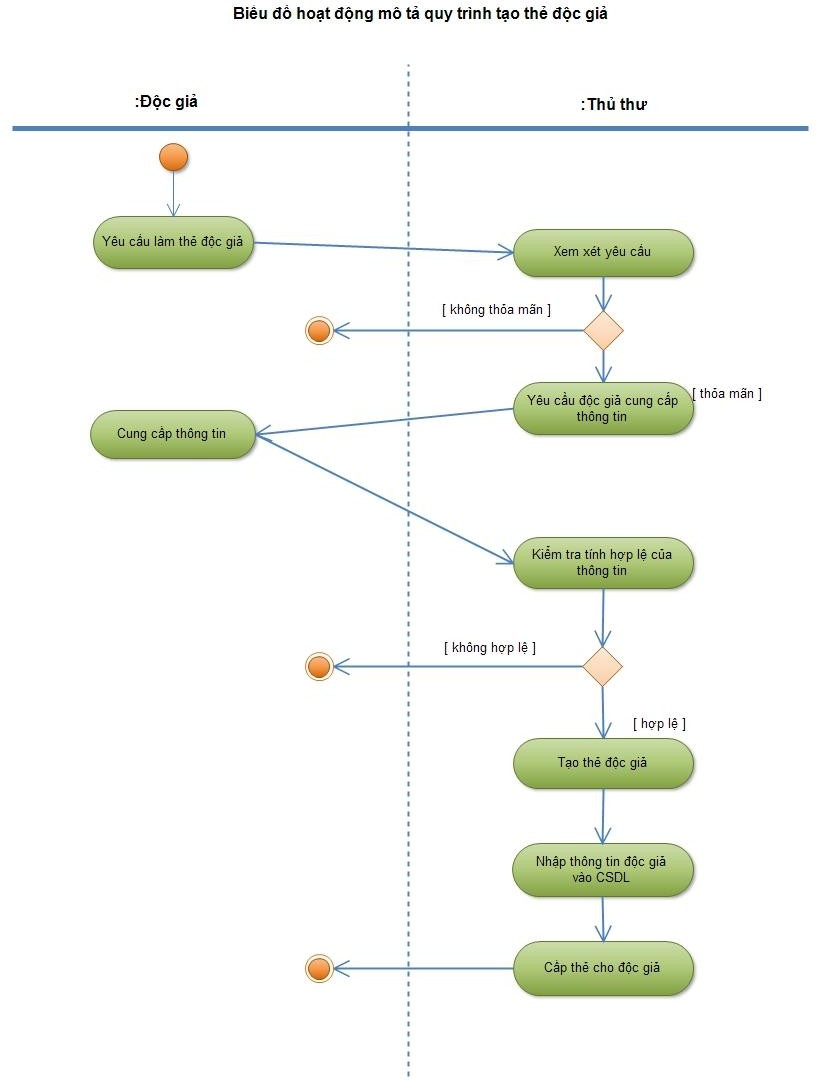 Biểu đồ hoạt động mô tả quy trình tạo thẻ độc giả
:Độc giả
:Thủ thư
Yêu cầu làm thẻ độc giả
Xem xét yêu cầu
[ không thỏa mãn ]
Yêu cầu độc giả cung cấp
thông tin
[ thỏa mãn ]
Cung cấp thông tin
Kiểm tra tính hợp lệ của
thông tin
[ không hợp lệ ]
[ hợp lệ ]
Tạo thẻ độc giả
Nhập thông tin độc giả
vào CSDL
Cấp thẻ cho độc giả